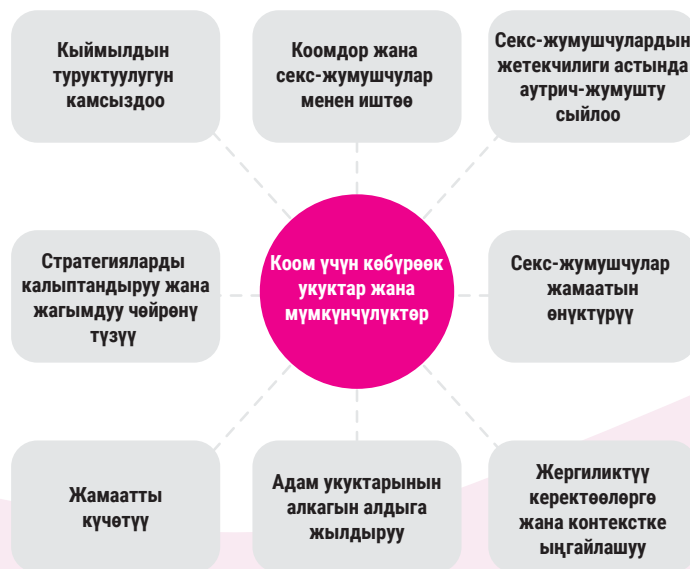 Кыймылдын
туруктуулугун
камсыздоо
Коомдор жана
секс-жумушчулар
менен иштөө
Секс-жумушчулардын
жетекчилиги астында
аутрич-жумушту
сыйлоо
Стратегияларды
калыптандыруу жана
жагымдуу чөйрөнү
түзүү
Коом үчүн көбүрөөк
укуктар жана
мүмкүнчүлүктөр
Секс-жумушчулар
жамаатын
өнүктүрүү
Жамаатты
күчөтүү
Адам укуктарынын
алкагын алдыга
жылдыруу
Жергиликтүү
керектөөлөргө
жана контекстке
ыңгайлашуу